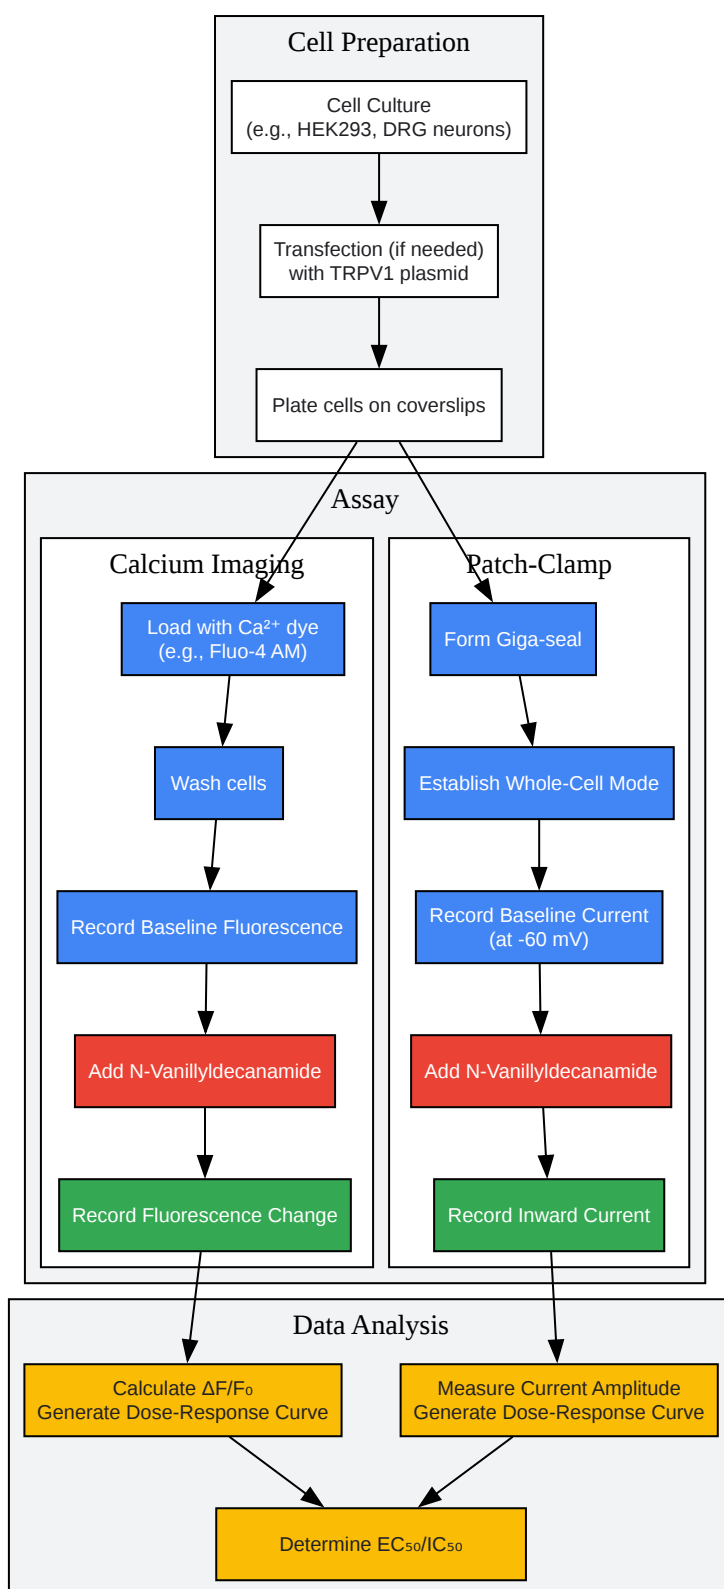 Cell Preparation
Cell Culture
(e.g., HEK293, DRG neurons)
Transfection (if needed)
with TRPV1 plasmid
Plate cells on coverslips
Assay
Calcium Imaging
Load with Ca²⁺ dye
(e.g., Fluo-4 AM)
Wash cells
Record Baseline Fluorescence
Add N-Vanillyldecanamide
Record Fluorescence Change
Patch-Clamp
Form Giga-seal
Establish Whole-Cell Mode
Record Baseline Current
(at -60 mV)
Add N-Vanillyldecanamide
Record Inward Current
Data Analysis
Calculate ΔF/F₀
Generate Dose-Response Curve
Measure Current Amplitude
Generate Dose-Response Curve
Determine EC₅₀/IC₅₀